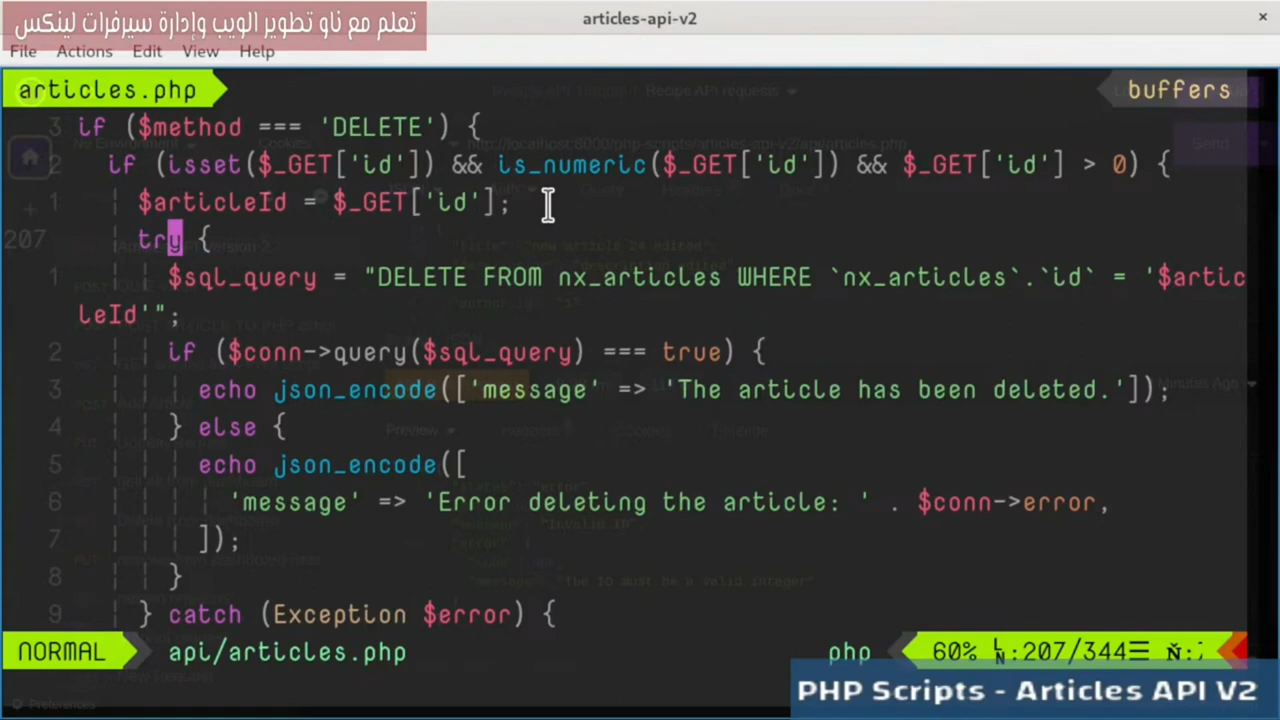 تعلم مع ناو تطوير الويب وإدارة سيرفرات لينكس
articles-api-v2
File Actions Edit View Help
articles.php
buffers
3 if ($method === 'DELETE') {
2 if (isset($_GET['id']) && is_numeric($_GET['id']) && $_GET['id'] > 0) {
1 $articleId = $_GET['id'];
207 try {
1 $sql_query = "DELETE FROM nx_articles WHERE `nx_articles`.`id` = '$artic
leId'";
2 if ($conn->query($sql_query) === true) {
3 echo json_encode(['message' => 'The article has been deleted.']);
4 } else {
5 echo json_encode([
6 'message' => 'Error deleting the article: ' . $conn->error,
7 ]);
8 }
9 } catch (Exception $error) {
NORMAL api/articles.php php 60% :207/344
PHP Scripts - Articles API V2